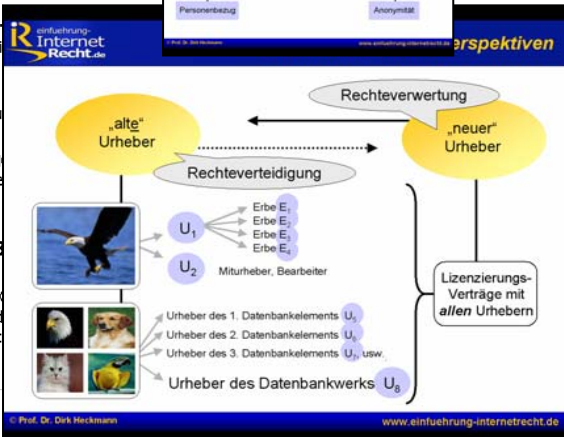 Personenbezug
Anonymität
© Prof. Dr. Dirk Heckmann
www.einfuehrung-internetrecht.de
einfuehrung-
Internet
Recht.de
erspektiven
Rechteverwertung
„alte"
Urheber
„neuer"
Urheber
Rechteverteidigung
Erbe E1
Erbe E2
Erbe E3
Erbe E4
U1
U2
Miturheber, Bearbeiter
Lizenzierungs-
Verträge mit
allen Urhebern
Urheber des 1. Datenbankelements U5
Urheber des 2. Datenbankelements U6
Urheber des 3. Datenbankelements U7, usw.
Urheber des Datenbankwerks U8
© Prof. Dr. Dirk Heckmann
www.einfuehrung-internetrecht.de